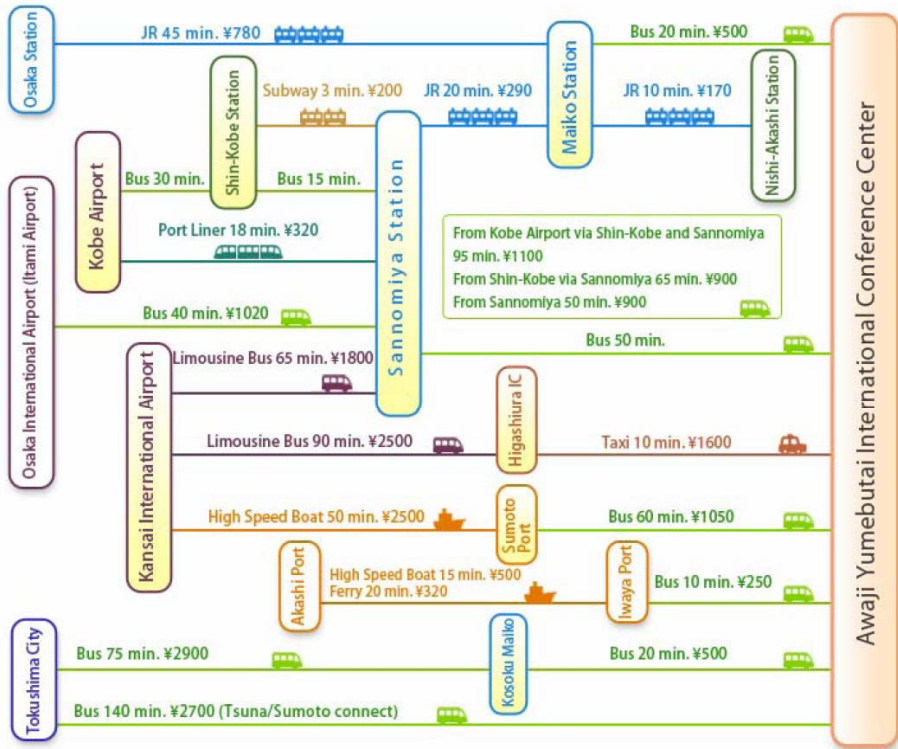 Osaka Station
JR 45 min. ¥780
Maiko Station
Bus 20 min. ¥500
Awaji Yumebutai International Conference Center
Shin-Kobe Station
Subway 3 min. ¥200
Sannomiya Station
JR 20 min. ¥290
JR 10 min. ¥170
Nishi-Akashi Station
Kobe Airport
Bus 30 min.
Bus 15 min.
Port Liner 18 min. ¥320
From Kobe Airport via Shin-Kobe and Sannomiya
95 min. ¥1100
From Shin-Kobe via Sannomiya 65 min. ¥900
From Sannomiya 50 min. ¥900
Osaka International Airport (Itami Airport)
Bus 40 min. ¥1020
Bus 50 min.
Kansai International Airport
Limousine Bus 65 min. ¥1800
Limousine Bus 90 min. ¥2500
Higashiura IC
Taxi 10 min. ¥1600
High Speed Boat 50 min. ¥2500
Sumoto
Port
Bus 60 min. ¥1050
Akashi Port
High Speed Boat 15 min. ¥500
Ferry 20 min. ¥320
Iwaya Port
Bus 10 min. ¥250
Tokushima City
Bus 75 min. ¥2900
Kosoku Maiko
Bus 20 min. ¥500
Bus 140 min. ¥2700 (Tsuna/Sumoto connect)